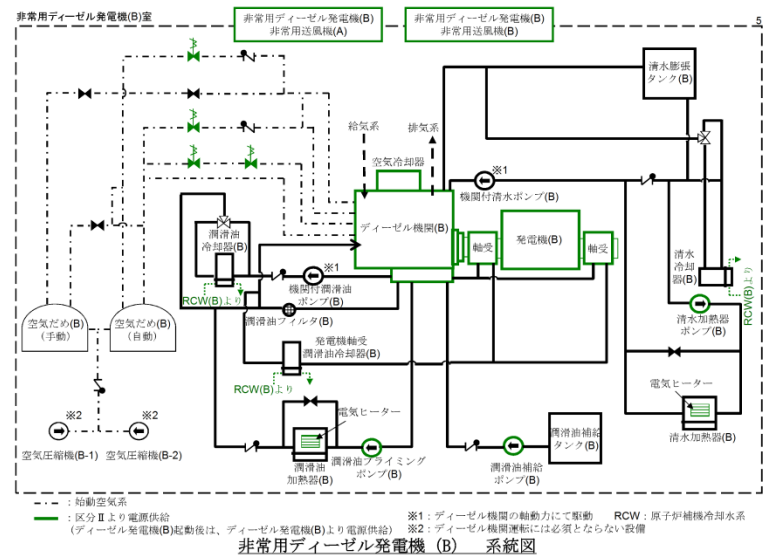 非常用ディーゼル発電機(B)室
非常用ディーゼル発電機(B)
非常用送風機(A)
非常用ディーゼル発電機(B)
非常用送風機(B)
5
清水膨張
タンク(B)
給気系
排気系
空気冷却器
※1
機関付清水ポンプ(B)
ディーゼル機関(B)
軸受
発電機(B)
軸受
潤滑油
冷却器(B)
RCW(B)より
※1
機関付潤滑油
ポンプ(B)
潤滑油フィルタ(B)
清水
冷却
器(B)
RCW(B)より
清水加熱器
ポンプ(B)
空気だめ(B)
(手動)
空気だめ(B)
(自動)
発電機軸受
潤滑油冷却器(B)
RCW(B)より
※2
※2
空気圧縮機(B-1)
空気圧縮機(B-2)
電気ヒーター
潤滑油
加熱器(B)
潤滑油プライミング
ポンプ(B)
潤滑油補給
ポンプ(B)
潤滑油補給
タンク(B)
電気ヒーター
清水加熱器(B)
:始動空気系
:区分Ⅱより電源供給
(ディーゼル発電機(B)起動後は、ディーゼル発電機(B)より電源供給)
※1:ディーゼル機関の軸動力にて駆動
RCW:原子炉補機冷却水系
※2:ディーゼル機関運転には必須とならない設備
非常用ディーゼル発電機(B) 系統図